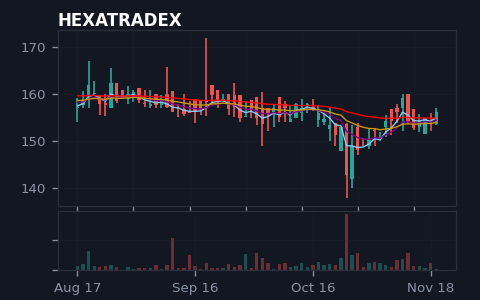 HEXATRADEX
170
160
150
140
Aug 17
Sep 16
Oct 16
Nov 18